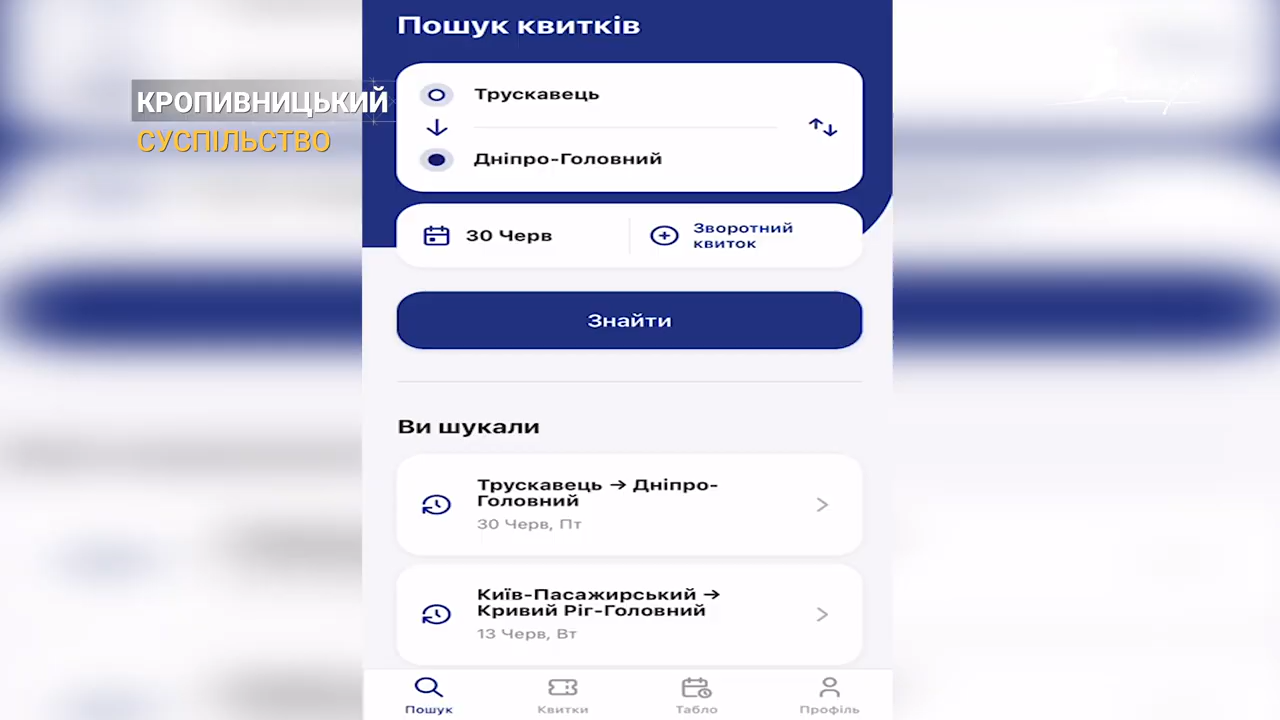 Пошук квитків
КРОПИВНИЦЬКИЙ
СУСПІЛЬСТВО
Трускавець
Дніпро-Головний
30 Черв
Зворотний
квиток
Знайти
Ви шукали
Трускавець → Дніпро-
Головний
30 Черв, Пт
Київ-Пасажирський →
Кривий Ріг-Головний
13 Черв, Вт
Пошук
Квитки
Табло
Профіль